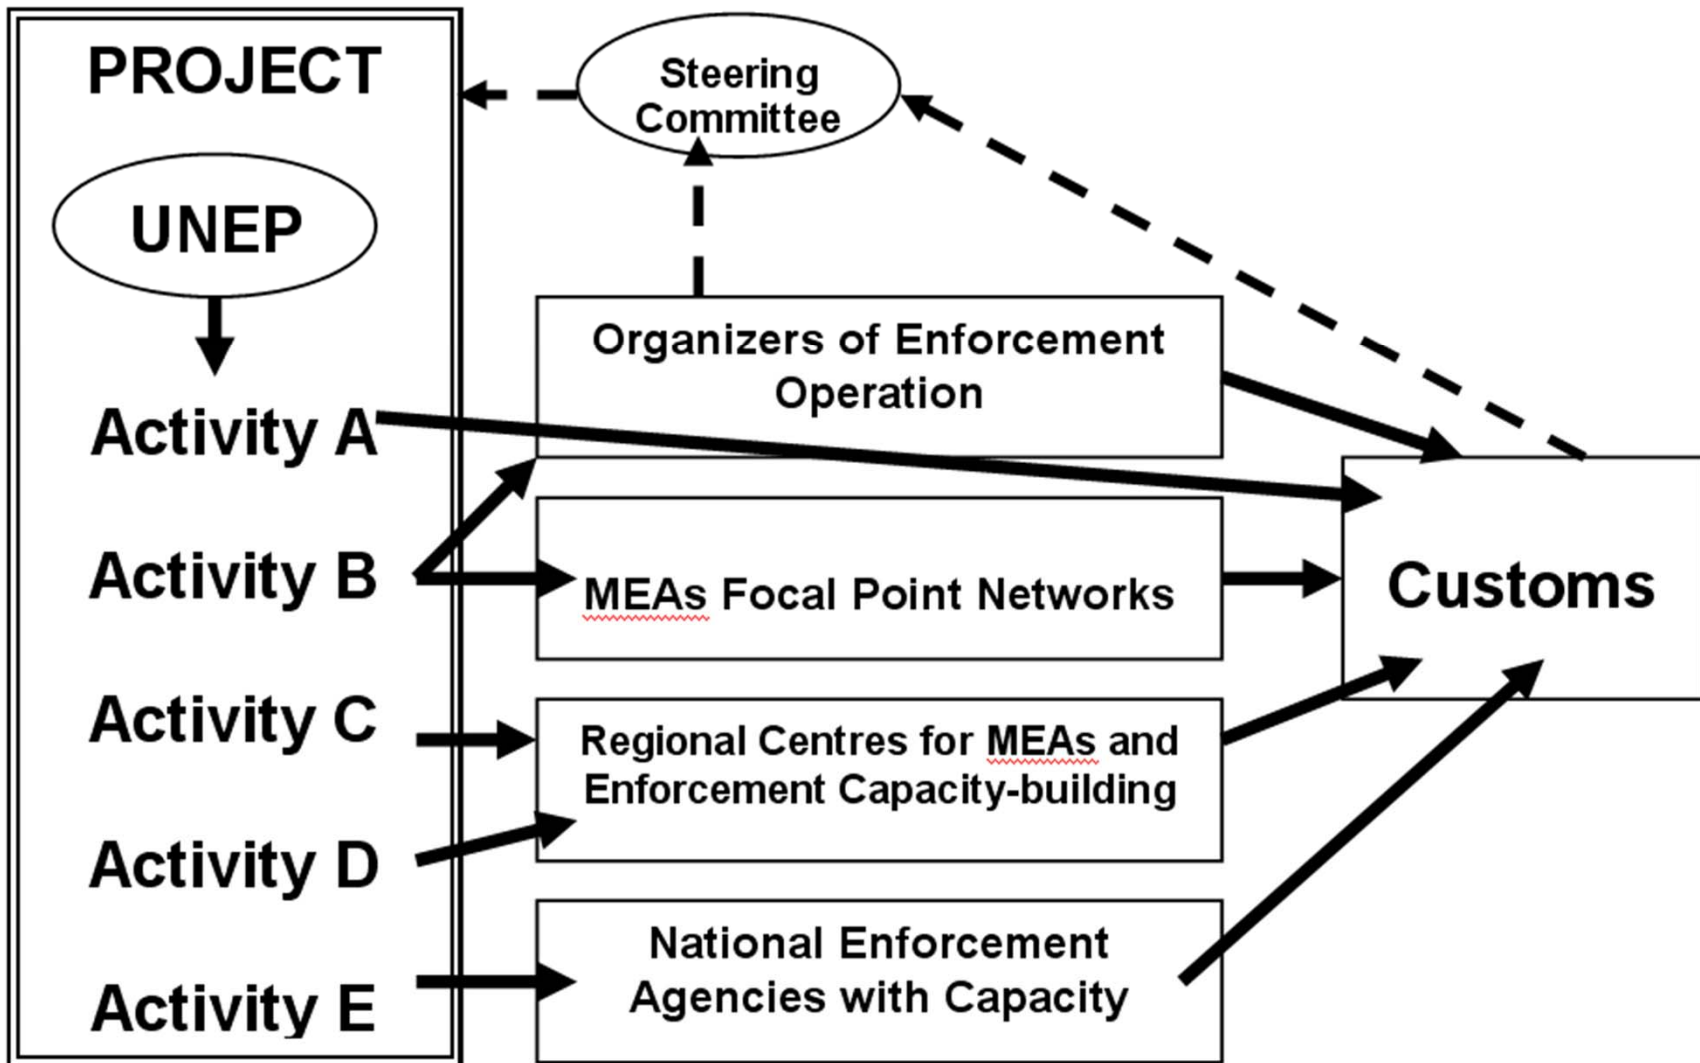 PROJECT
UNEP
Activity A
Activity B
Activity C
Activity D
Activity E
Steering
Committee
Organizers of Enforcement
Operation
MEAs Focal Point Networks
Regional Centres for MEAs and
Enforcement Capacity-building
National Enforcement
Agencies with Capacity
Customs